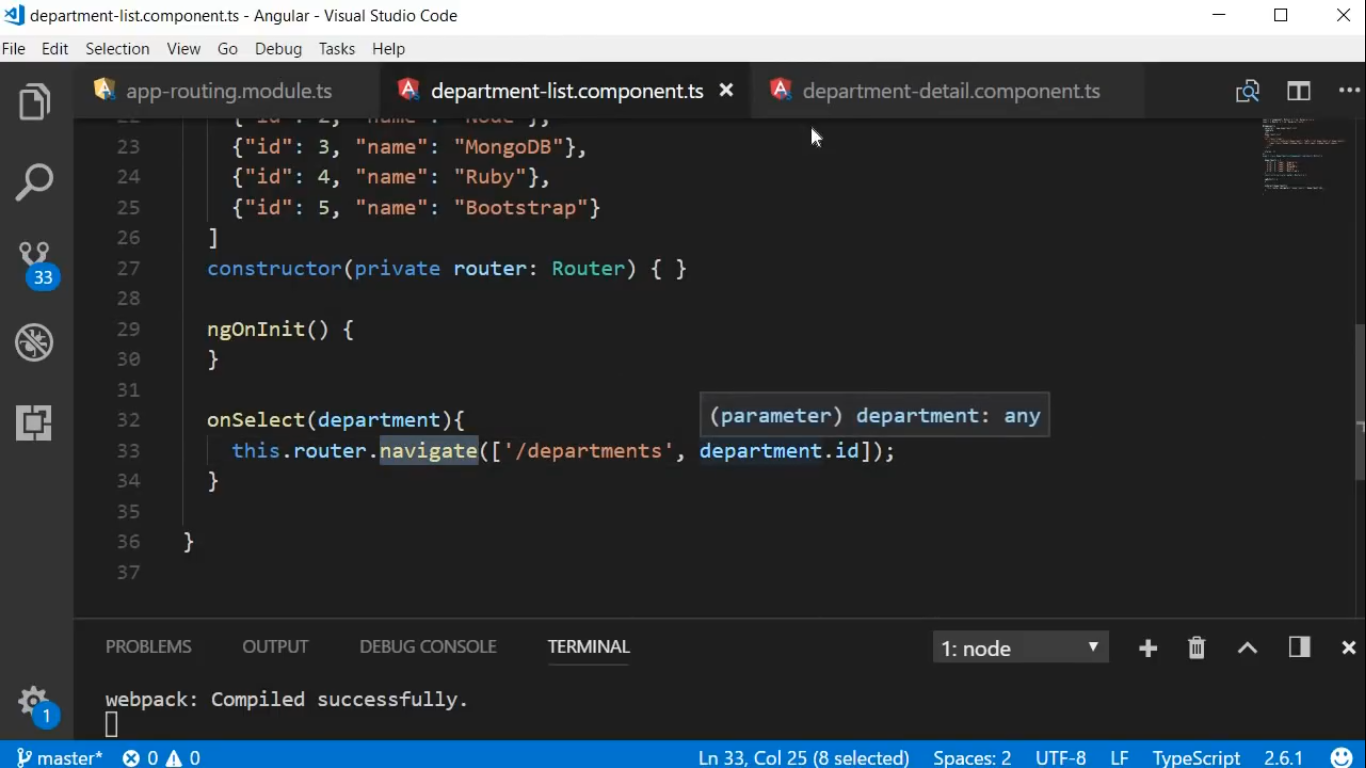 department-list.component.ts - Angular - Visual Studio Code
File Edit Selection View Go Debug Tasks Help
app-routing.module.ts department-list.component.ts department-detail.component.ts
22 {"id": 2, "name": "Node"},
23 {"id": 3, "name": "MongoDB"},
24 {"id": 4, "name": "Ruby"},
25 {"id": 5, "name": "Bootstrap"}
26 ]
27 constructor(private router: Router) { }
28
29 ngOnInit() {
30 }
31
32 onSelect(department){
(parameter) department: any
33 this.router.navigate(['/departments', department.id]);
34 }
35
36 }
37
33
1
PROBLEMS OUTPUT DEBUG CONSOLE TERMINAL 1: node
webpack: Compiled successfully.
master* 0 0 Ln 33, Col 25 (8 selected) Spaces: 2 UTF-8 LF TypeScript 2.6.1